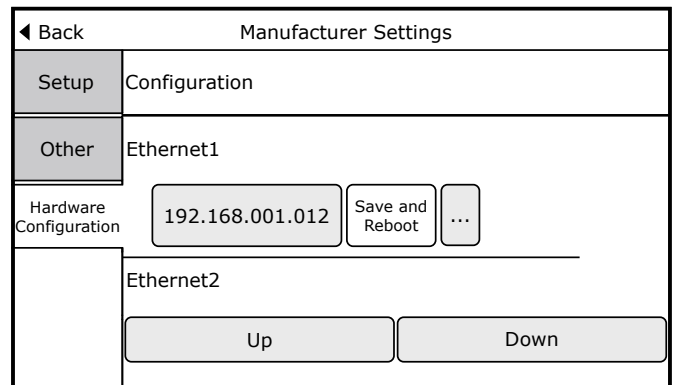 Back
Manufacturer Settings
Setup
Configuration
Other
Ethernet1
Hardware
Configuration
192.168.001.012
Save and
Reboot
...
Ethernet2
Up
Down